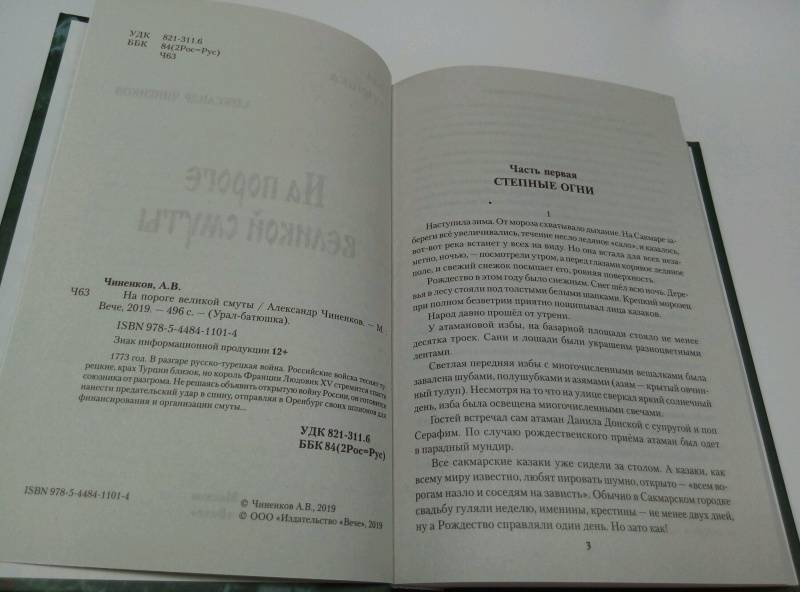 УДК 821-311.6
ББК 84(2Рос=Рус)
Ч63
АЛЕКСАНДР ЧИНЕНКОВ
На пороге
великой смуты
Чиненков, А.В.
Ч63 На пороге великой смуты / Александр Чиненков. — М.:
Вече, 2019. — 496 с. — (Урал-батюшка).
ISBN 978-5-4484-1101-4
Знак информационной продукции 12+
1773 год. В разгаре русско-турецкая война. Российские войска теснят ту-
рецкие, крах Турции близок, но король Франции Людовик XV стремится спасти
союзника от разгрома. Не решаясь объявить открытую войну России, он готовится
нанести предательский удар в спину, отправляя в Оренбург своих шпионов для
финансирования и организации смуты...
УДК 821-311.6
ББК 84(2Рос=Рус)
ISBN 978-5-4484-1101-4
© Чиненков А.В., 2019
© ООО «Издательство «Вече», 2019
Часть первая
СТЕПНЫЕ ОГНИ
1
Наступила зима. От мороза схватывало дыхание. На Сакмаре за-
береги всё увеличивались, течение несло ледяное «сало», и казалось,
вот-вот река встанет у всех на виду. Но она встала для всех неза-
метно, ночью, — посмотрели утром, а перед глазами корявое ледяное
поле, и свежий снежок посыпает его, ровняя поверхность.
Рождество в этом году было снежным. Снег шёл всю ночь. Дере-
вья в лесу стояли под толстыми белыми шапками. Крепкий морозец
при полном безветрии приятно пощипывал лица казаков.
Народ давно прошёл от утрени.
У атамановой избы, на базарной площади стояло не менее
десятка троек. Сани и лошади были украшены разноцветными
лентами.
Светлая передняя избы с многочисленными вешалками была
завалена шубами, полушубками и азямами (азям — крытый овчин-
ный тулуп). Несмотря на то что на улице сверкал яркий солнечный
день, изба была освещена многочисленными свечами.
Гостей встречал сам атаман Данила Донской с супругой и поп
Серафим. По случаю рождественского приёма атаман был одет
в парадный мундир.
Все сакмарские казаки уже сидели за столом. А казаки, как
всему миру известно, любят пировать шумно, открыто — «всем во-
рогам назло и соседям на зависть». Обычно в Сакмарском городке
свадьбу гуляли неделю, именины, крестины — не менее двух дней,
ну а Рождество справляли один день. Но зато как!
3